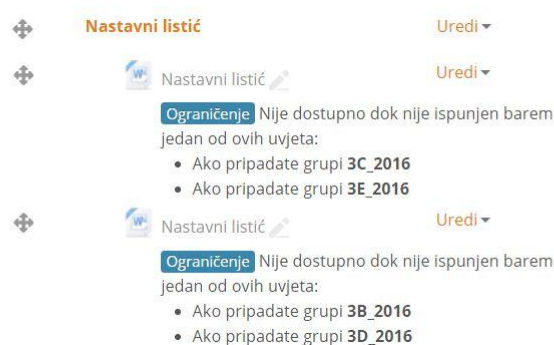 Nastavni listić Uredi
Nastavni listić Uredi
Ograničenje Nije dostupno dok nije ispunjen barem
jedan od ovih uvjeta:
• Ako pripadate grupi 3C_2016
• Ako pripadate grupi 3E_2016
Nastavni listić Uredi
Ograničenje Nije dostupno dok nije ispunjen barem
jedan od ovih uvjeta:
• Ako pripadate grupi 3B_2016
• Ako pripadate grupi 3D_2016